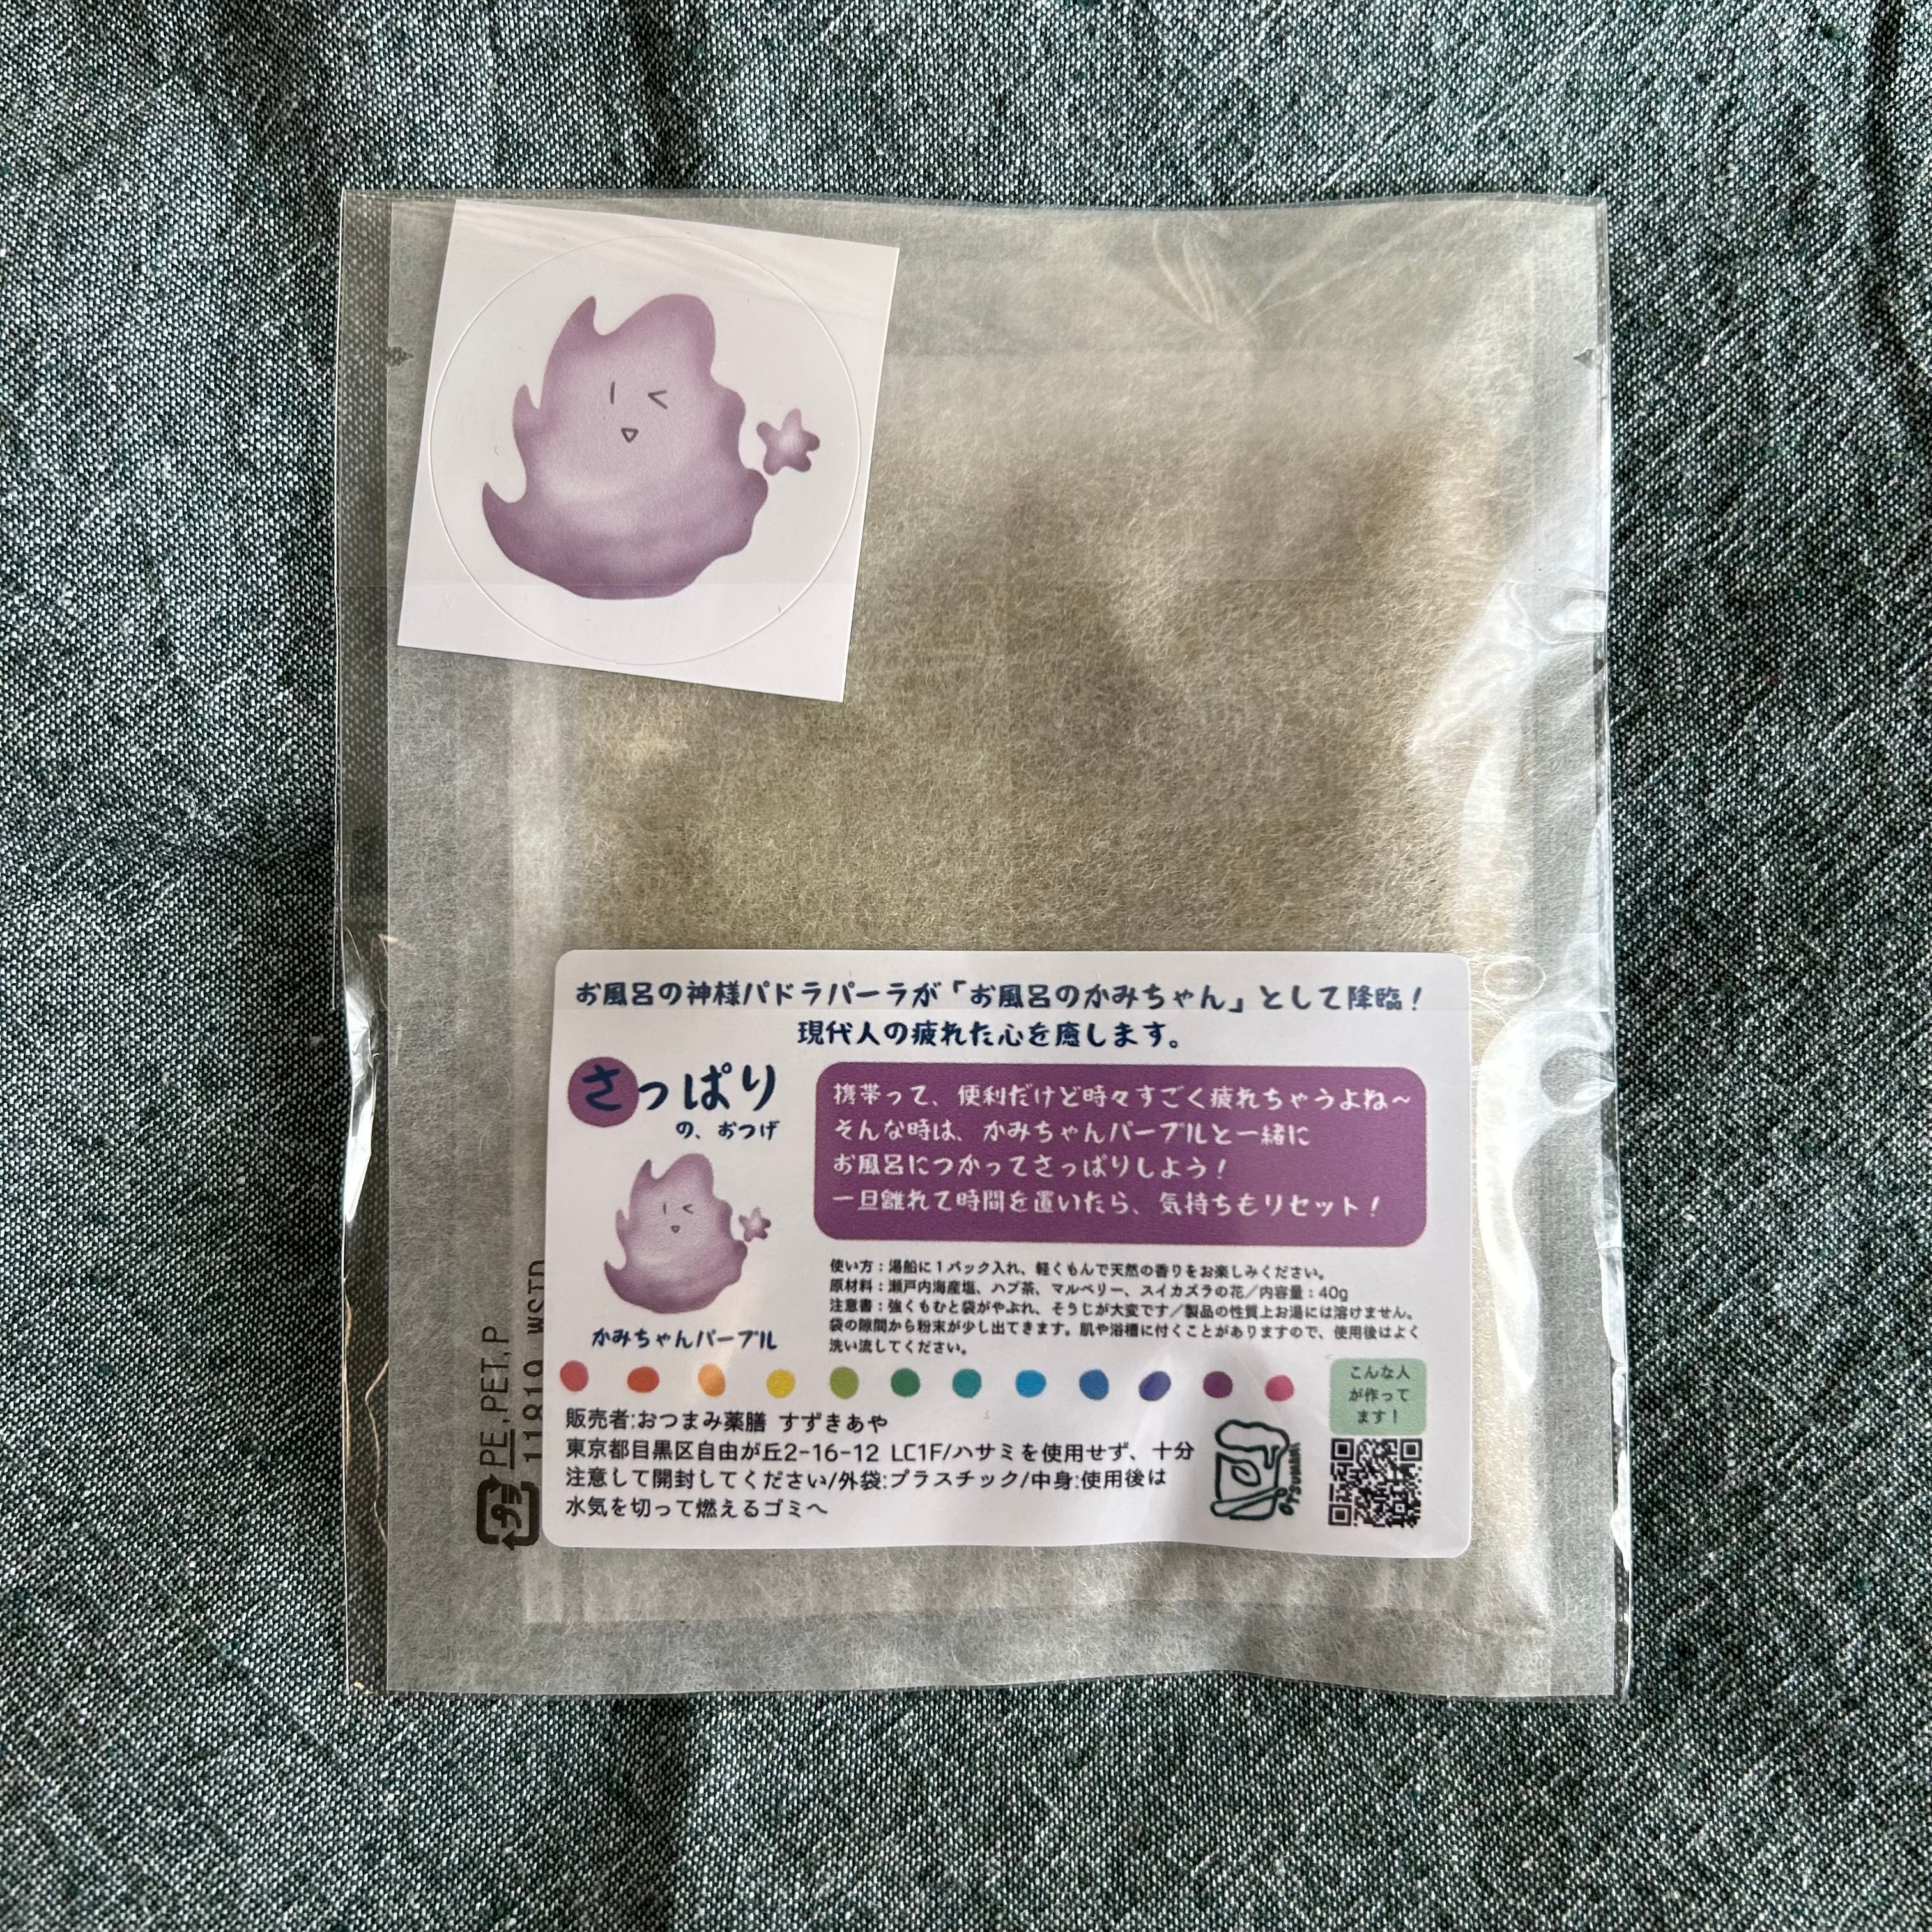 お風呂の神様パドラパーラが「お風呂のかみちゃん」として降臨！
現代人の疲れた心を癒します。
さっぱり
の、おつげ
携帯って、便利だけど時々すごく疲れちゃうよね～
そんな時は、かみちゃんパープルと一緒に
お風呂につかってさっぱりしよう！
一旦離れて時間を置いたら、気持ちもリセット！
かみちゃんパープル
使い方：湯船に１パック入れ、軽くもんで天然の香りをお楽しみください。
原材料：瀬戸内海産塩、ハブ茶、マルベリー、スイカズラの花／内容量：40g
注意書：強くもむと袋がやぶれ、そうじが大変です／製品の性質上お湯には溶けません。
袋の隙間から粉末が少し出てきます。肌や浴槽に付くことがありますので、使用後はよく
洗い流してください。
こんな人
が作って
ます！
販売者:おつまみ薬膳 すずきあや
東京都目黒区自由が丘2-16-12 LC1F/ハサミを使用せず、十分
注意して開封してください/外袋:プラスチック/中身:使用後は
水気を切って燃えるゴミへ
OTSUMAMI
プラ
PE,PET,P